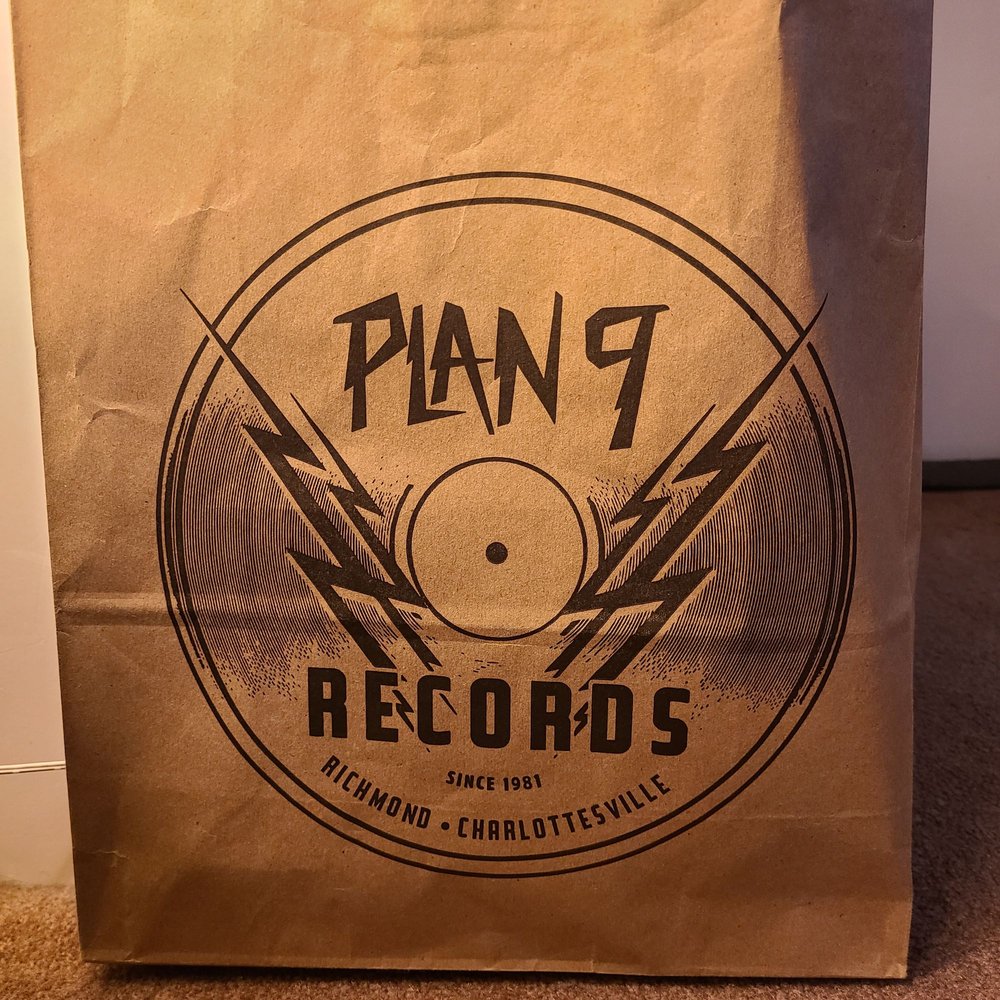 PLAN 9
RECORDS
SINCE 1981
RICHMOND • CHARLOTTESVILLE